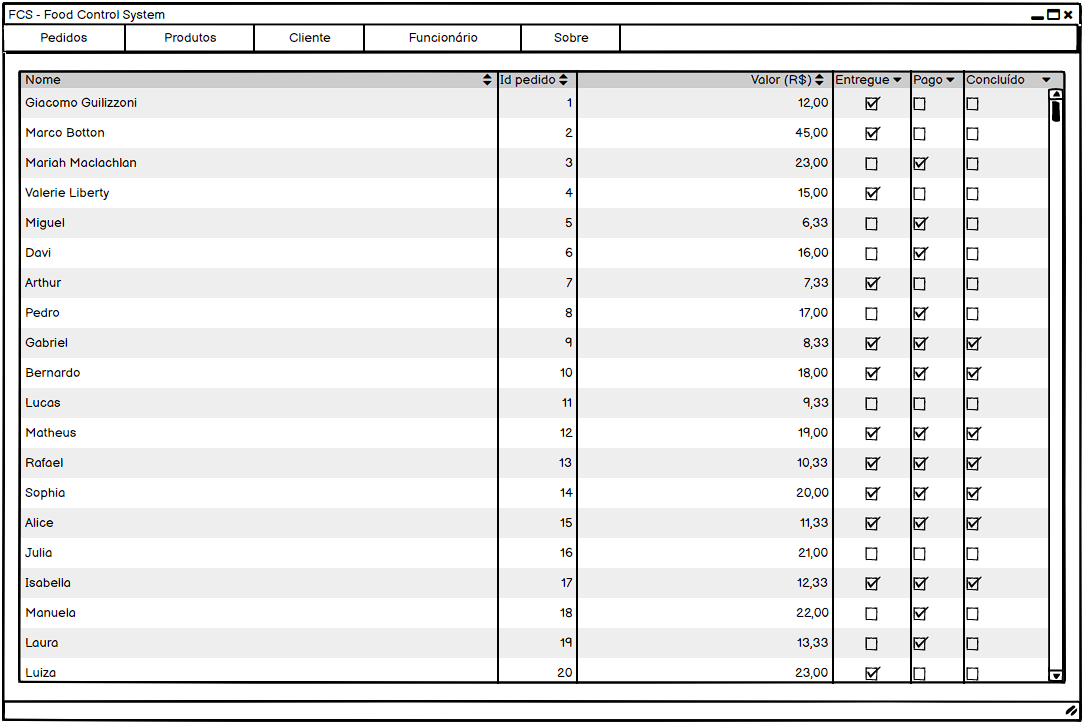 FCS - Food Control System
Pedidos Produtos Cliente Funcionário Sobre
Nome Id pedido Valor (R$) Entregue Pago Concluído
Giacomo Guilizzoni 1 12,00
Marco Botton 2 45,00
Mariah Maclachlan 3 23,00
Valerie Liberty 4 15,00
Miguel 5 6,33
Davi 6 16,00
Arthur 7 7,33
Pedro 8 17,00
Gabriel 9 8,33
Bernardo 10 18,00
Lucas 11 9,33
Matheus 12 19,00
Rafael 13 10,33
Sophia 14 20,00
Alice 15 11,33
Julia 16 21,00
Isabella 17 12,33
Manuela 18 22,00
Laura 19 13,33
Luiza 20 23,00